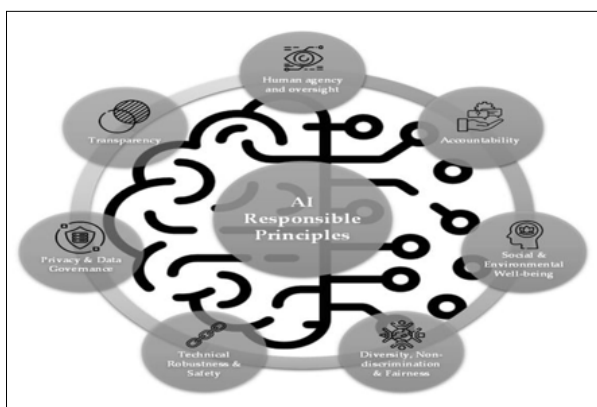 Human agency
and oversight
Transparency
Accountability
AI
Responsible
Principles
Privacy & Data
Governance
Social &
Environmental
Well-being
Technical
Robustness &
Safety
Diversity, Non-
discrimination
& Fairness